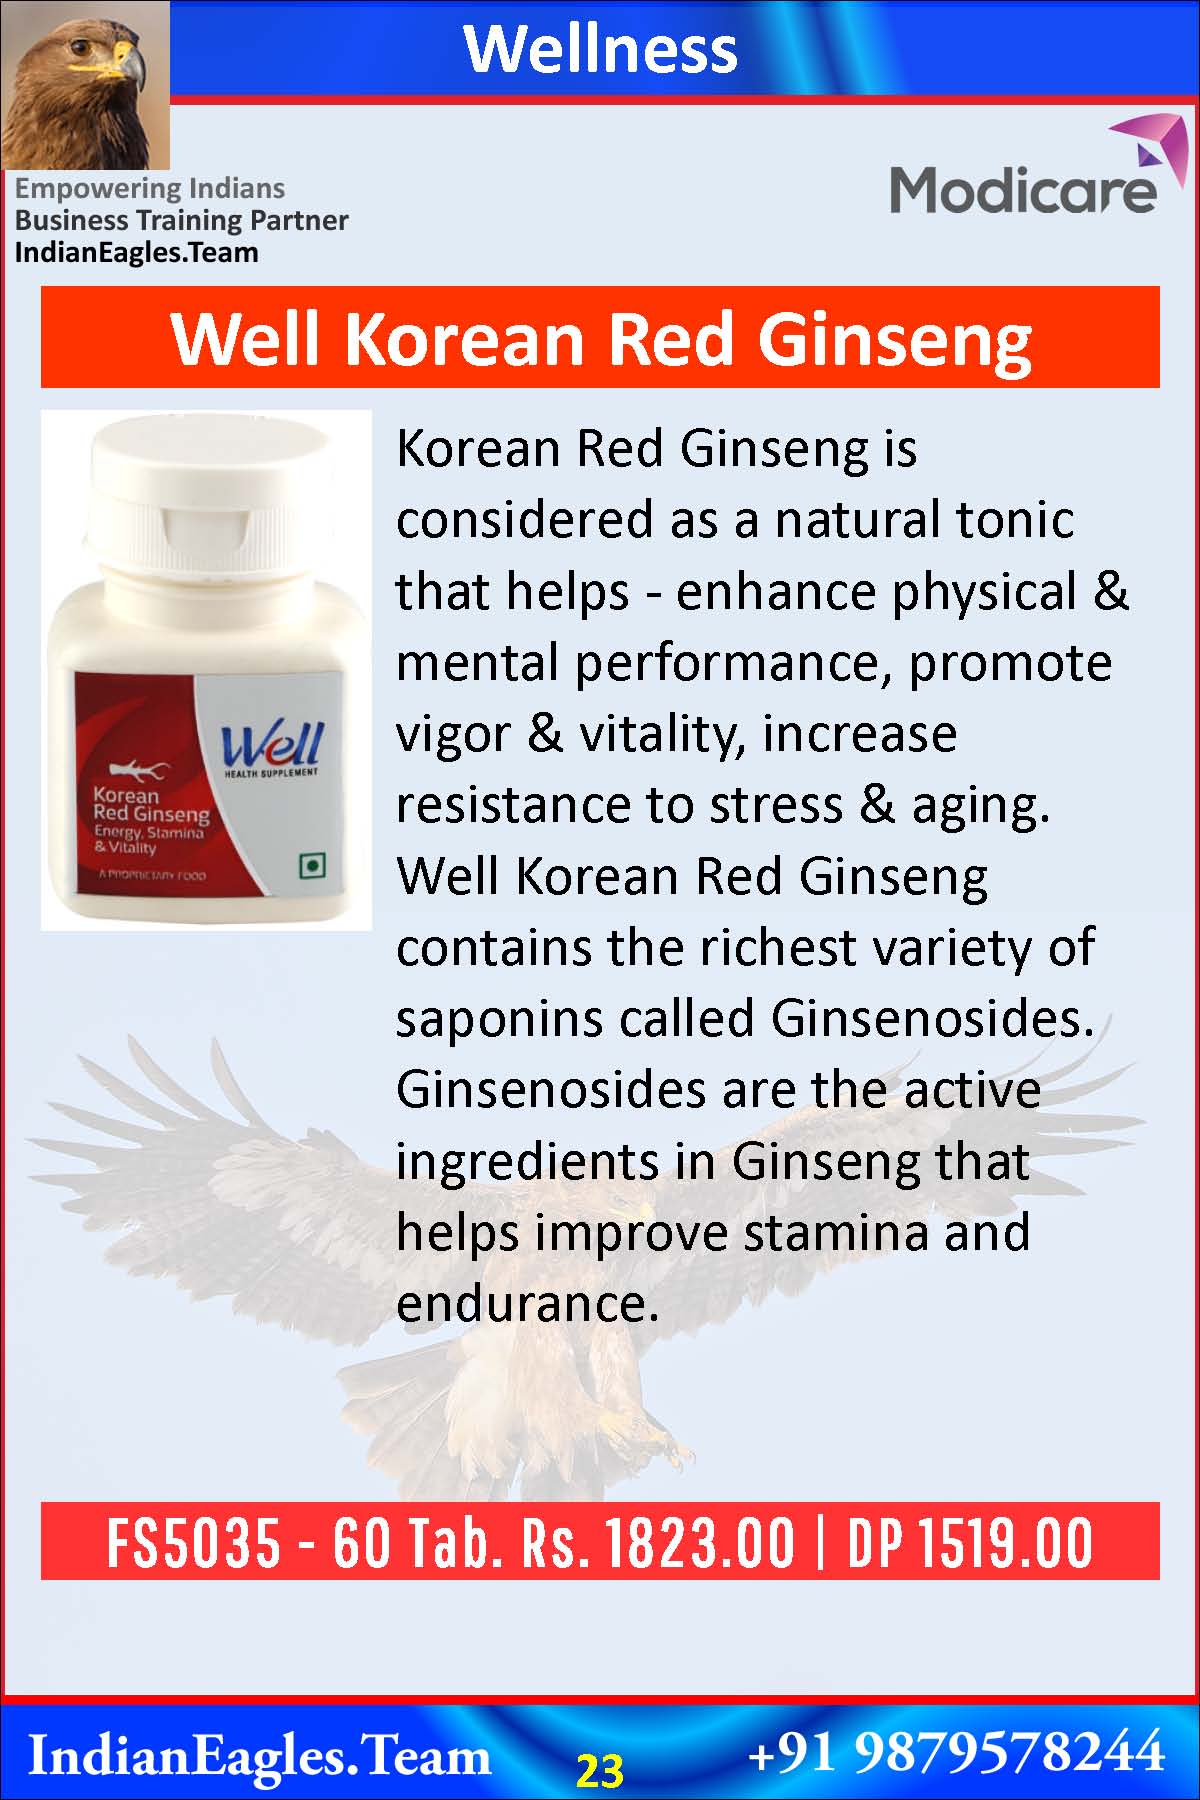 Wellness
Empowering Indians
Business Training Partner
IndianEagles.Team
Modicare
Well Korean Red Ginseng
Korean Red Ginseng is
considered as a natural tonic
that helps - enhance physical &
mental performance, promote
vigor & vitality, increase
resistance to stress & aging.
Well Korean Red Ginseng
contains the richest variety of
saponins called Ginsenosides.
Ginsenosides are the active
ingredients in Ginseng that
helps improve stamina and
endurance.
Well
HEALTH SUPPLEMENT
Korean
Red Ginseng
Energy, Stamina
& Vitality
A PROPRIETARY FOOD
FS5035 - 60 Tab. Rs. 1823.00 | DP 1519.00
IndianEagles.Team
23
+91 9879578244